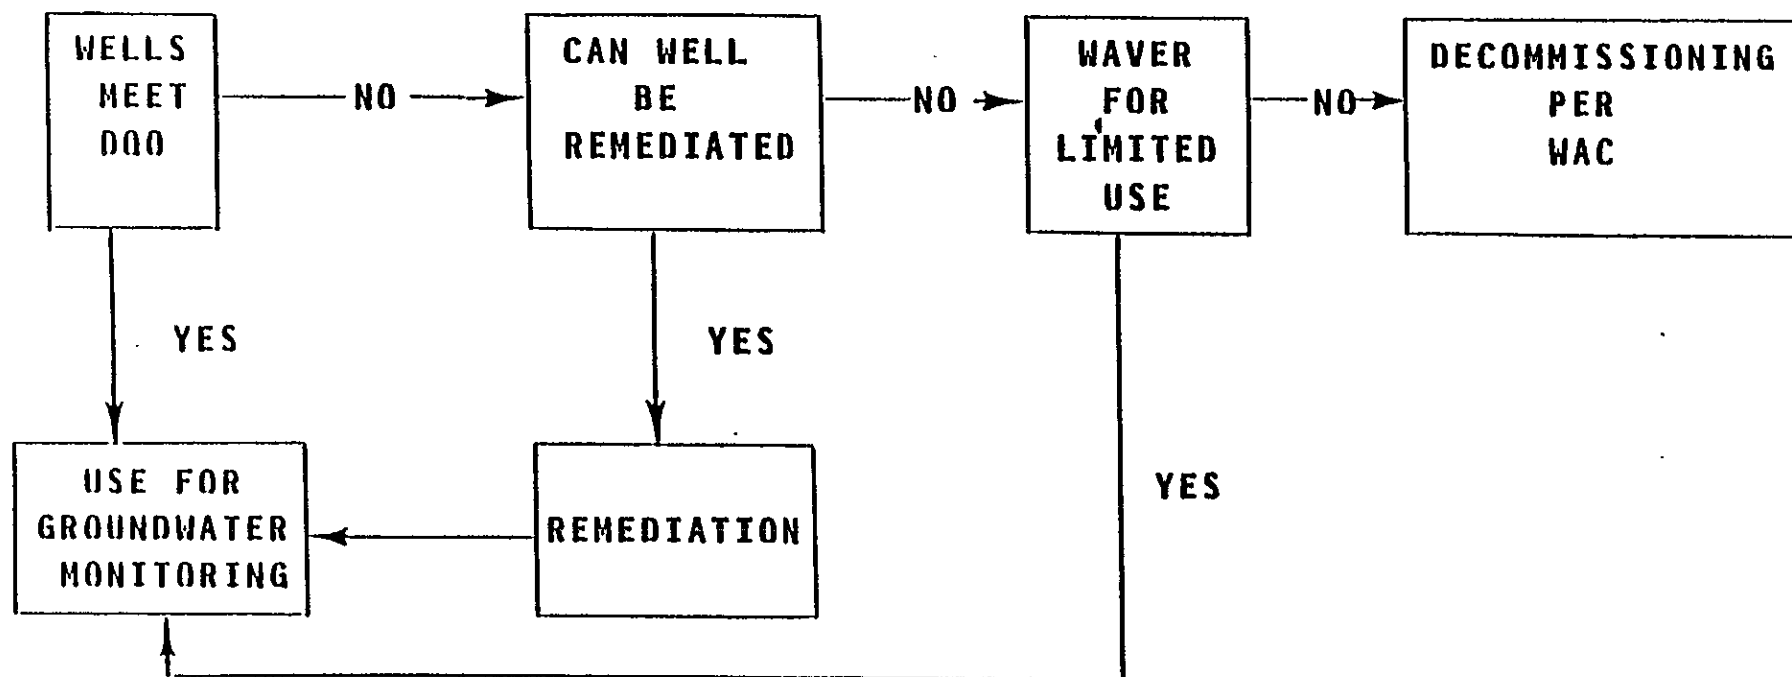 WELLS
MEET
DQO
NO
CAN WELL
BE
REMEDIATED
NO
WAVER
FOR
LIMITED
USE
NO
DECOMMISSIONING
PER
WAC
YES
YES
YES
USE FOR
GROUNDWATER
MONITORING
REMEDIATION